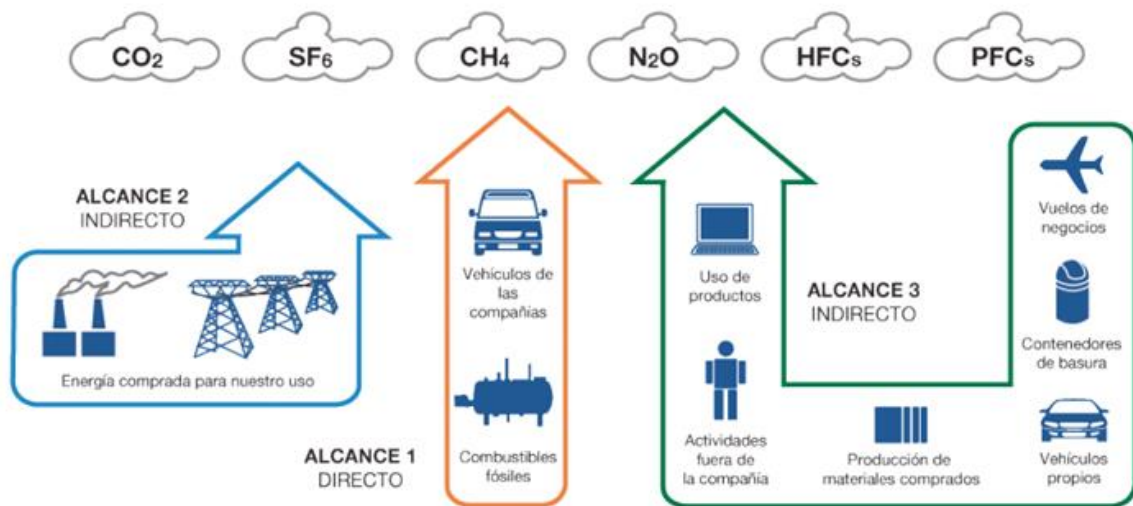 CO2
SF6
CH4
N2O
HFCs
PFCs
ALCANCE 2
INDIRECTO
Energía comprada para nuestro uso
Vehículos de
las
compañías
ALCANCE 1
DIRECTO
Combustibles
fósiles
Uso de
productos
Actividades
fuera de
la compañía
ALCANCE 3
INDIRECTO
Producción de
materiales comprados
Vuelos de
negocios
Contenedores
de basura
Vehículos
propios